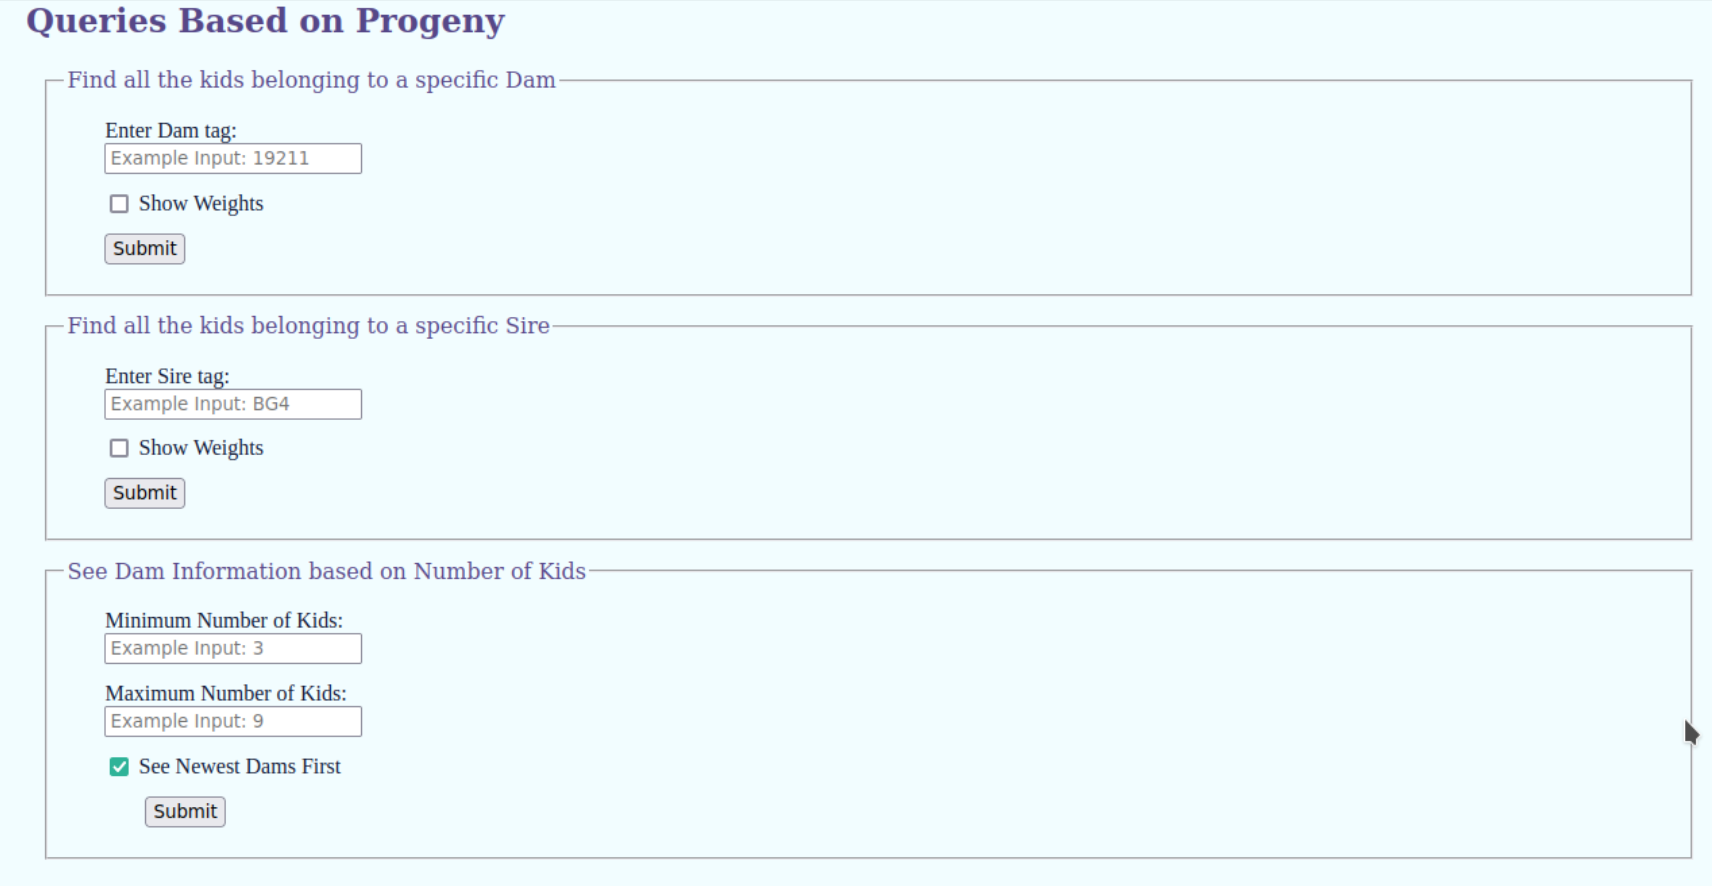 Queries Based on Progeny
Find all the kids belonging to a specific Dam
Enter Dam tag:
Example Input: 19211
Show Weights
Submit
Find all the kids belonging to a specific Sire
Enter Sire tag:
Example Input: BG4
Show Weights
Submit
See Dam Information based on Number of Kids
Minimum Number of Kids:
Example Input: 3
Maximum Number of Kids:
Example Input: 9
See Newest Dams First
Submit